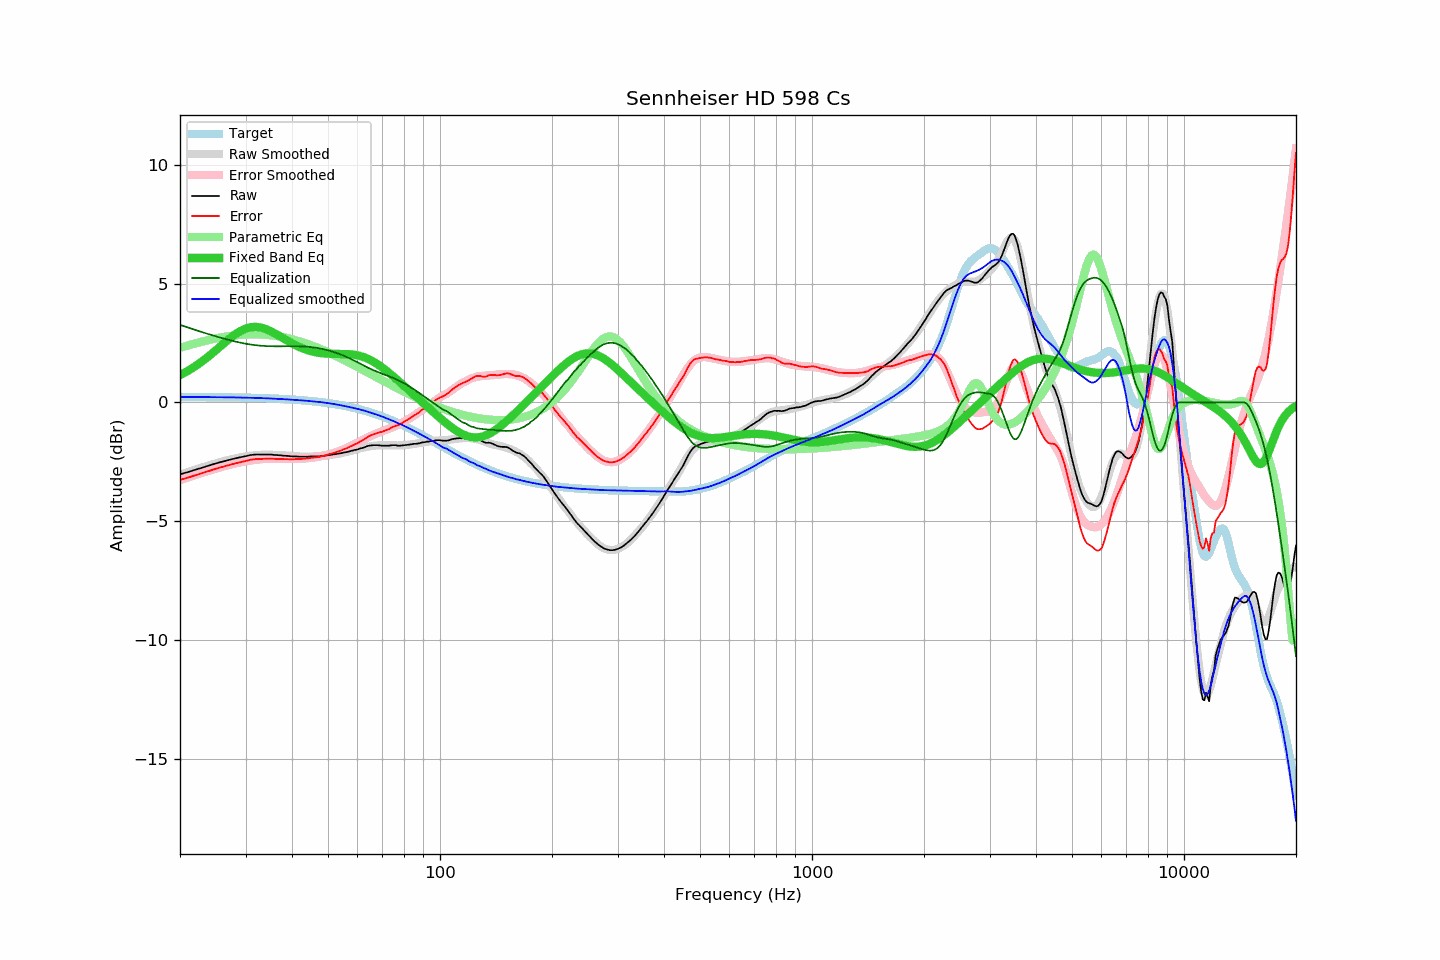 Sennheiser HD 598 Cs
Target
Raw Smoothed
Error Smoothed
Raw
Error
Parametric Eq
Fixed Band Eq
Equalization
Equalized smoothed
10
5
0
−5
−10
−15
Amplitude (dBr)
100 1000 10000
Frequency (Hz)